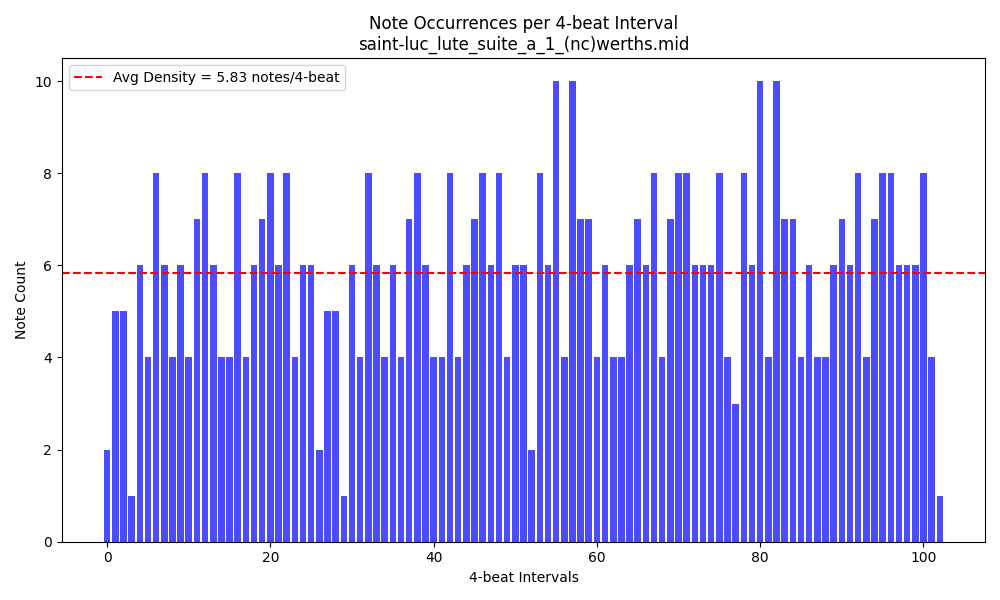 Note Occurrences per 4-beat Interval
saint-luc_lute_suite_a_1_(nc)werths.mid
Avg Density = 5.83 notes/4-beat
Note Count
10
8
6
4
2
0
0 20 40 60 80 100
4-beat Intervals